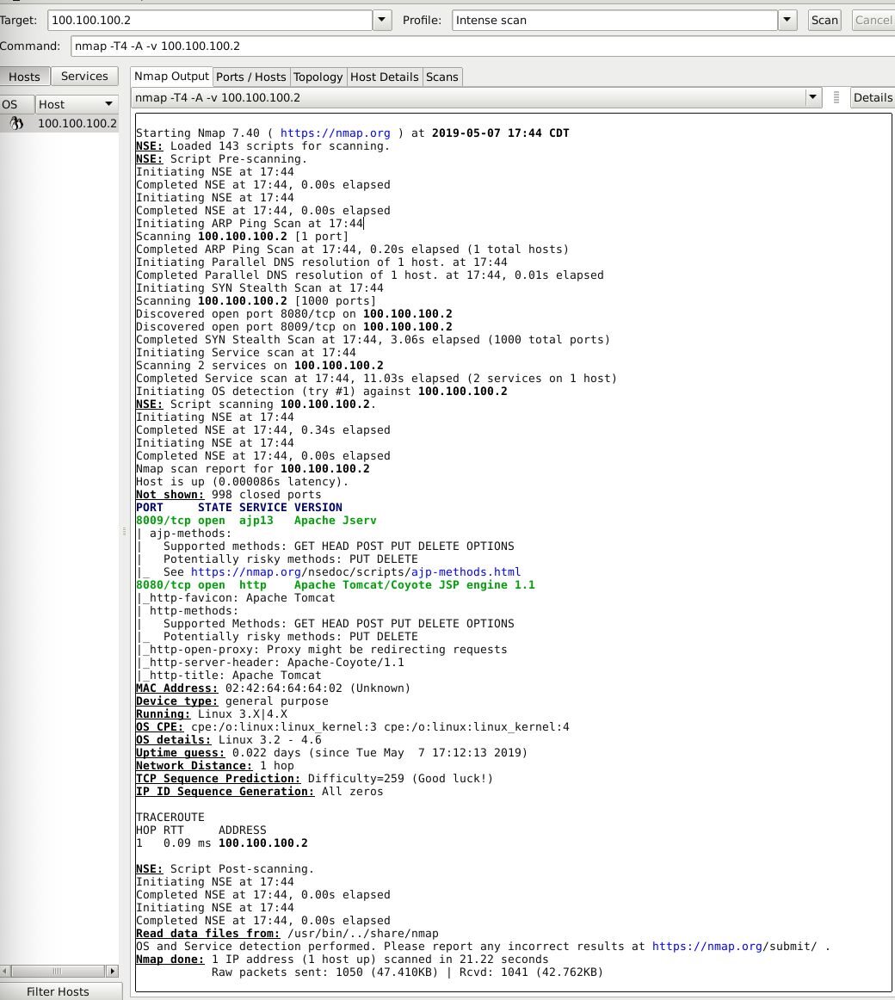 Target: 100.100.100.2 Profile: Intense scan Scan Cancel
Command: nmap -T4 -A -v 100.100.100.2
Hosts Services
Nmap Output Ports / Hosts Topology Host Details Scans
OS Host
100.100.100.2
nmap -T4 -A -v 100.100.100.2 Details
Starting Nmap 7.40 ( https://nmap.org ) at 2019-05-07 17:44 CDT
NSE: Loaded 143 scripts for scanning.
NSE: Script Pre-scanning.
Initiating NSE at 17:44
Completed NSE at 17:44, 0.00s elapsed
Initiating NSE at 17:44
Completed NSE at 17:44, 0.00s elapsed
Initiating ARP Ping Scan at 17:44
Scanning 100.100.100.2 [1 port]
Completed ARP Ping Scan at 17:44, 0.20s elapsed (1 total hosts)
Initiating Parallel DNS resolution of 1 host. at 17:44
Completed Parallel DNS resolution of 1 host. at 17:44, 0.01s elapsed
Initiating SYN Stealth Scan at 17:44
Scanning 100.100.100.2 [1000 ports]
Discovered open port 8080/tcp on 100.100.100.2
Discovered open port 8009/tcp on 100.100.100.2
Completed SYN Stealth Scan at 17:44, 3.06s elapsed (1000 total ports)
Initiating Service scan at 17:44
Scanning 2 services on 100.100.100.2
Completed Service scan at 17:44, 11.03s elapsed (2 services on 1 host)
Initiating OS detection (try #1) against 100.100.100.2
NSE: Script scanning 100.100.100.2.
Initiating NSE at 17:44
Completed NSE at 17:44, 0.34s elapsed
Initiating NSE at 17:44
Completed NSE at 17:44, 0.00s elapsed
Nmap scan report for 100.100.100.2
Host is up (0.000086s latency).
Not shown: 998 closed ports
PORT     STATE SERVICE VERSION
8009/tcp open  ajp13   Apache Jserv
| ajp-methods:
|   Supported methods: GET HEAD POST PUT DELETE OPTIONS
|   Potentially risky methods: PUT DELETE
|_  See https://nmap.org/nsedoc/scripts/ajp-methods.html
8080/tcp open  http    Apache Tomcat/Coyote JSP engine 1.1
|_http-favicon: Apache Tomcat
| http-methods:
|   Supported Methods: GET HEAD POST PUT DELETE OPTIONS
|_  Potentially risky methods: PUT DELETE
|_http-open-proxy: Proxy might be redirecting requests
|_http-server-header: Apache-Coyote/1.1
|_http-title: Apache Tomcat
MAC Address: 02:42:64:64:64:02 (Unknown)
Device type: general purpose
Running: Linux 3.X|4.X
OS CPE: cpe:/o:linux:linux_kernel:3 cpe:/o:linux:linux_kernel:4
OS details: Linux 3.2 - 4.6
Uptime guess: 0.022 days (since Tue May  7 17:12:13 2019)
Network Distance: 1 hop
TCP Sequence Prediction: Difficulty=259 (Good luck!)
IP ID Sequence Generation: All zeros
TRACEROUTE
HOP RTT     ADDRESS
1   0.09 ms 100.100.100.2
NSE: Script Post-scanning.
Initiating NSE at 17:44
Completed NSE at 17:44, 0.00s elapsed
Initiating NSE at 17:44
Completed NSE at 17:44, 0.00s elapsed
Read data files from: /usr/bin/../share/nmap
OS and Service detection performed. Please report any incorrect results at https://nmap.org/submit/ .
Nmap done: 1 IP address (1 host up) scanned in 21.22 seconds
Raw packets sent: 1050 (47.410KB) | Rcvd: 1041 (42.762KB)
Filter Hosts